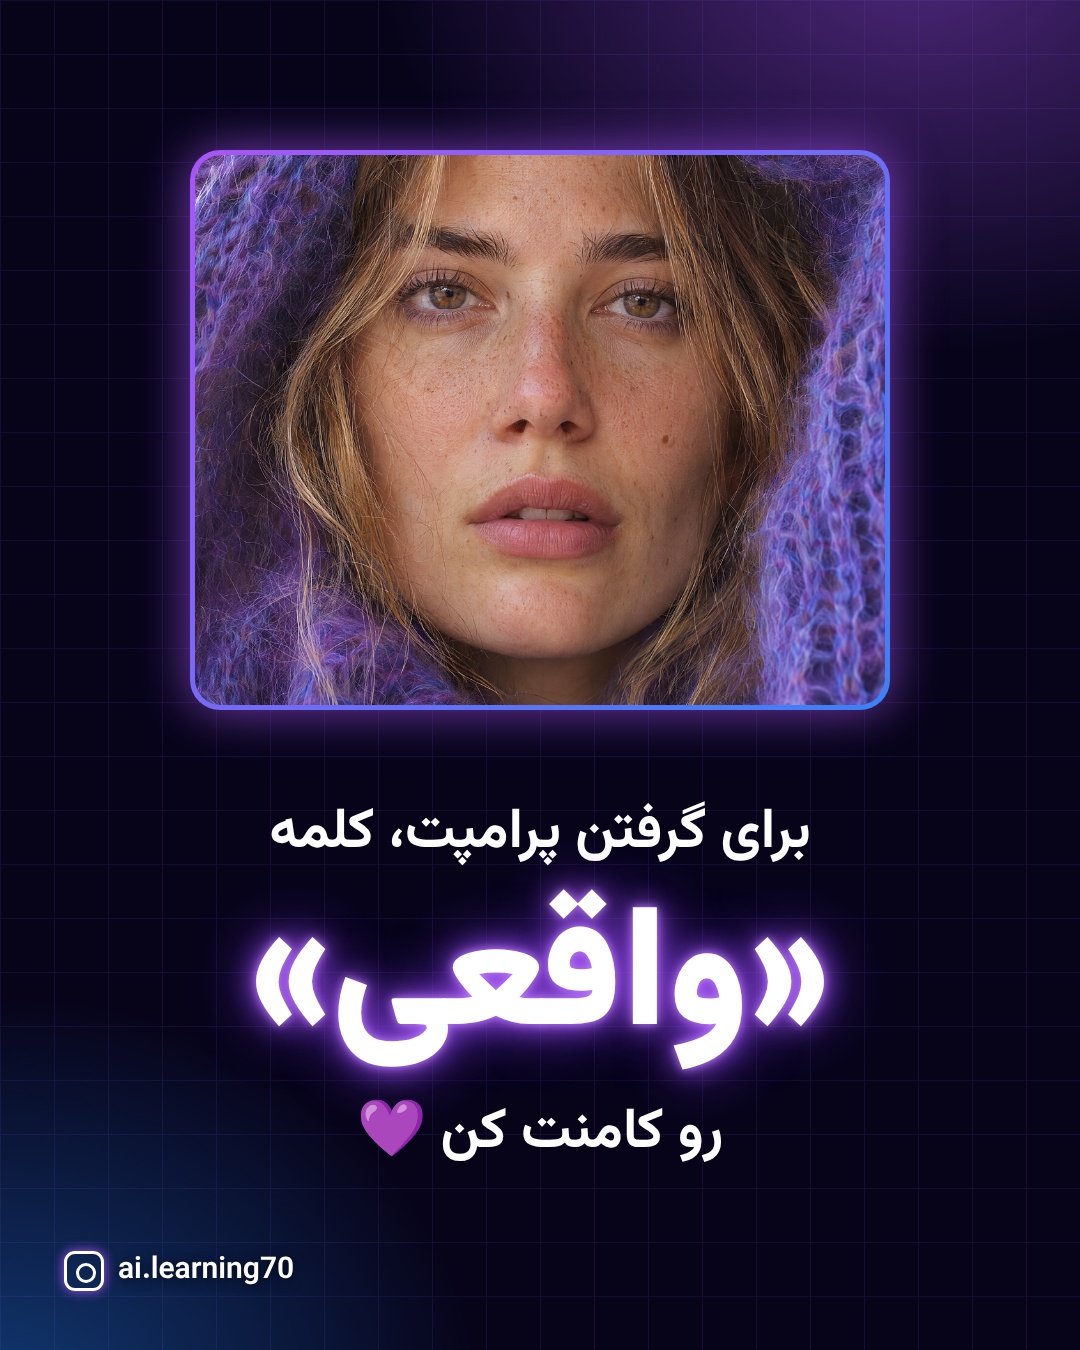 برای گرفتن پرامپت، کلمه
«واقعی»
رو کامنت کن 💜
ai.learning70